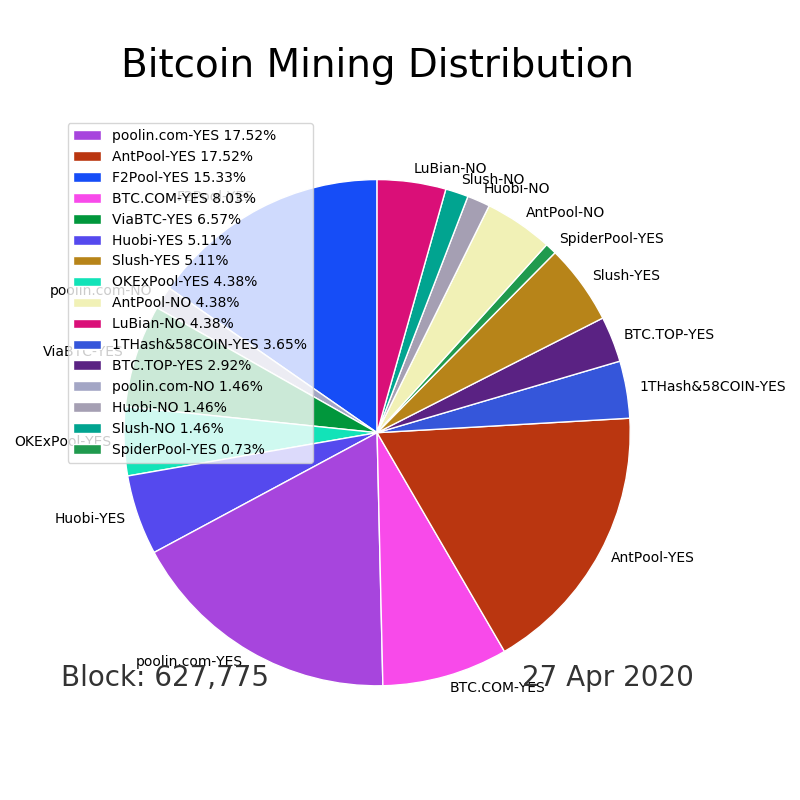 Bitcoin Mining Distribution
poolin.com-YES 17.52%
AntPool-YES 17.52%
F2Pool-YES 15.33%
BTC.COM-YES 8.03%
ViaBTC-YES 6.57%
Huobi-YES 5.11%
Slush-YES 5.11%
OKExPool-YES 4.38%
AntPool-NO 4.38%
LuBian-NO 4.38%
1THash&58COIN-YES 3.65%
BTC.TOP-YES 2.92%
poolin.com-NO 1.46%
Huobi-NO 1.46%
Slush-NO 1.46%
SpiderPool-YES 0.73%
LuBian-NO
Slush-NO
Huobi-NO
AntPool-NO
SpiderPool-YES
Slush-YES
BTC.TOP-YES
1THash&58COIN-YES
AntPool-YES
BTC.COM-YES
poolin.com-YES
Huobi-YES
OKExPool-YES
ViaBTC-YES
poolin.com-NO
F2Pool-YES
Block: 627,775
27 Apr 2020